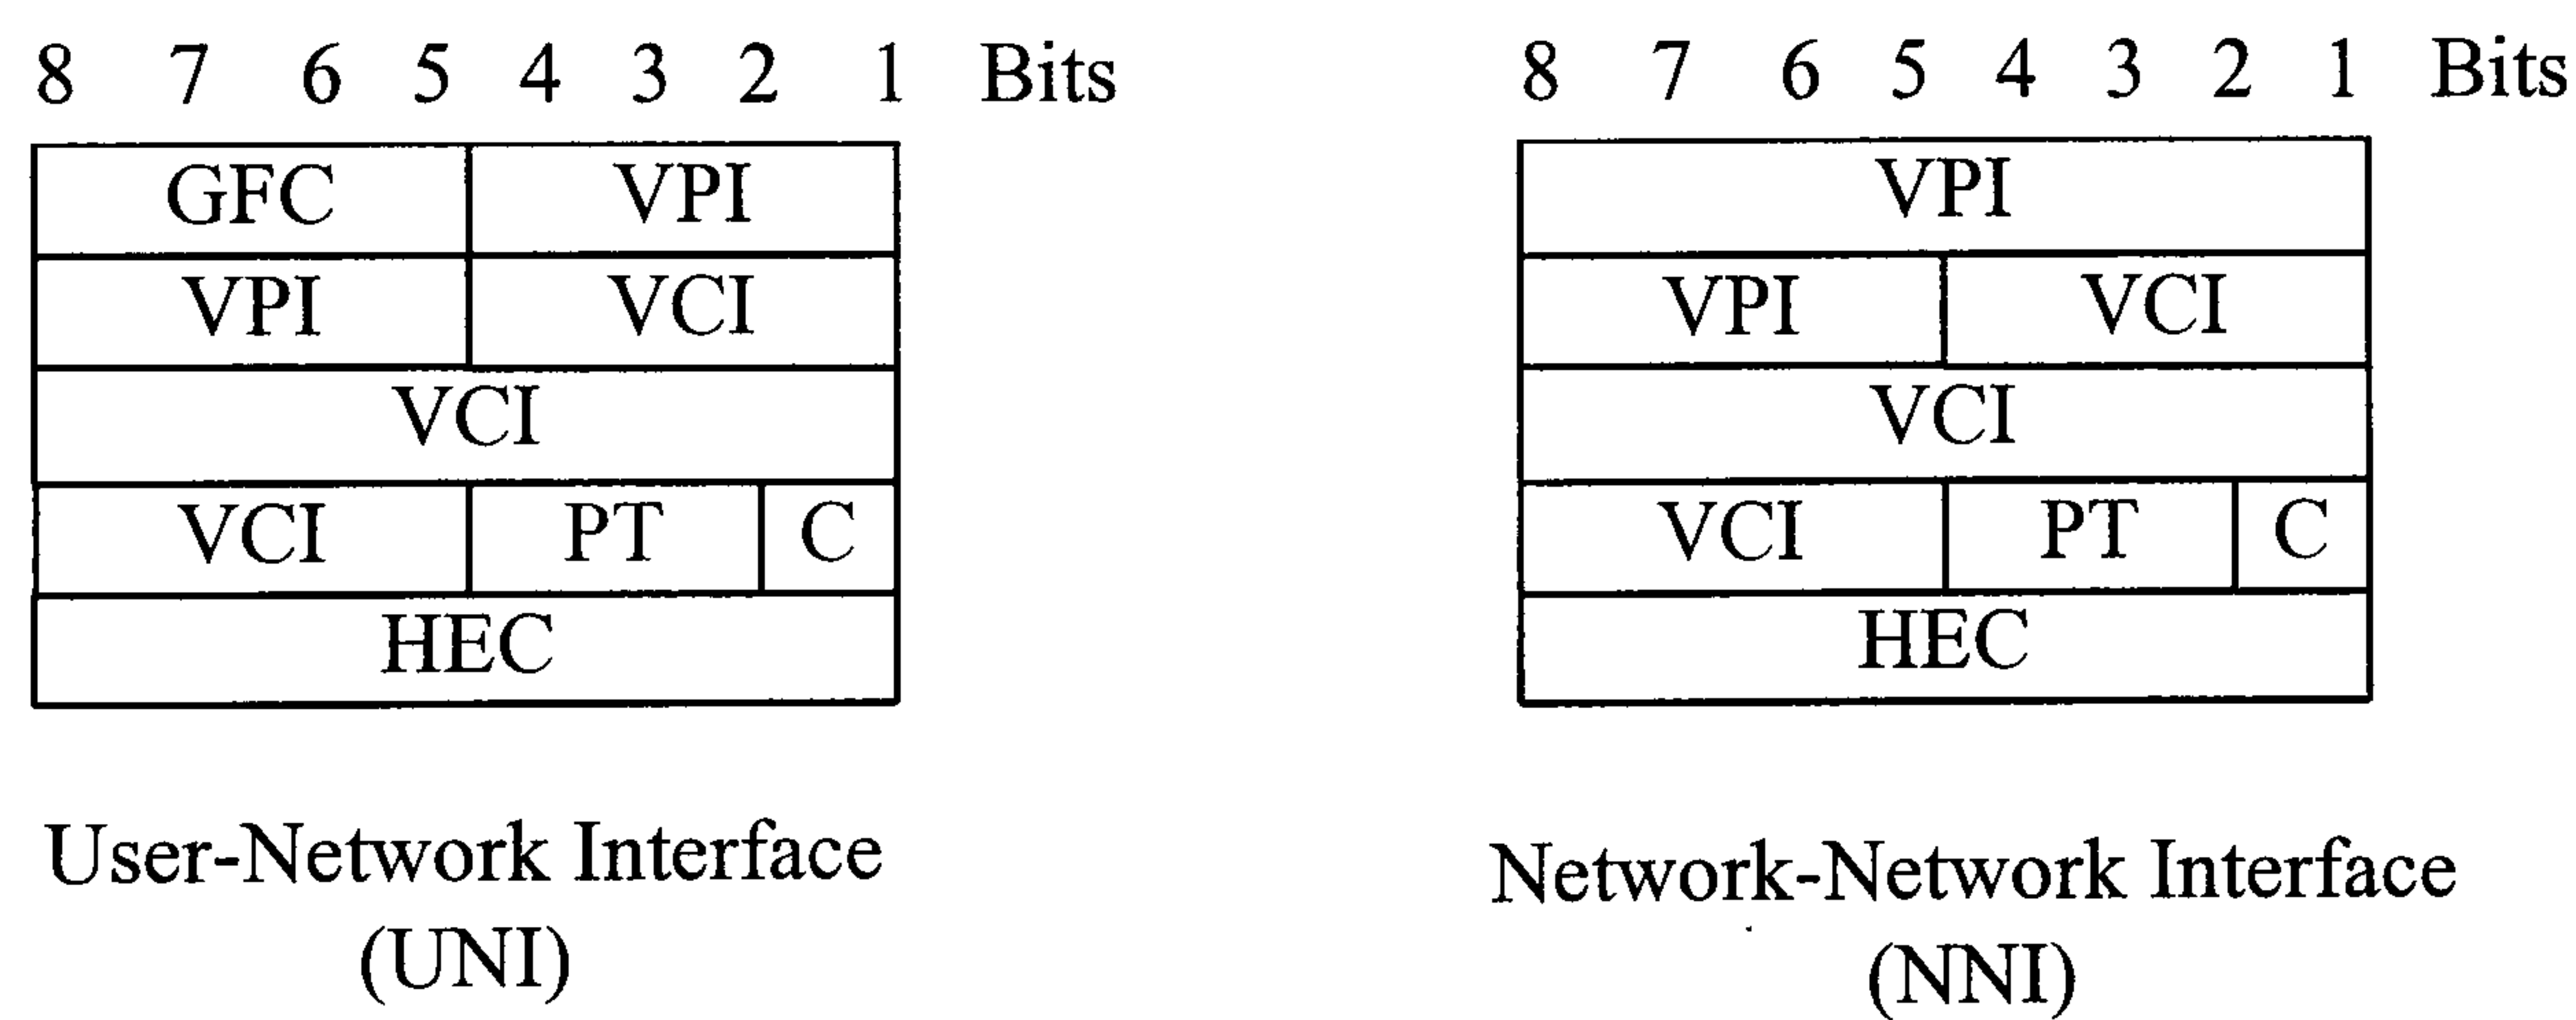 8 7 6 5 4 3 2 1 Bits
GFC VPI
VPI VCI
VCI
VCI PT C
HEC
User-Network Interface
(UNI)
8 7 6 5 4 3 2 1 Bits
VPI
VPI VCI
VCI
VCI PT C
HEC
Network-Network Interface
(NNI)